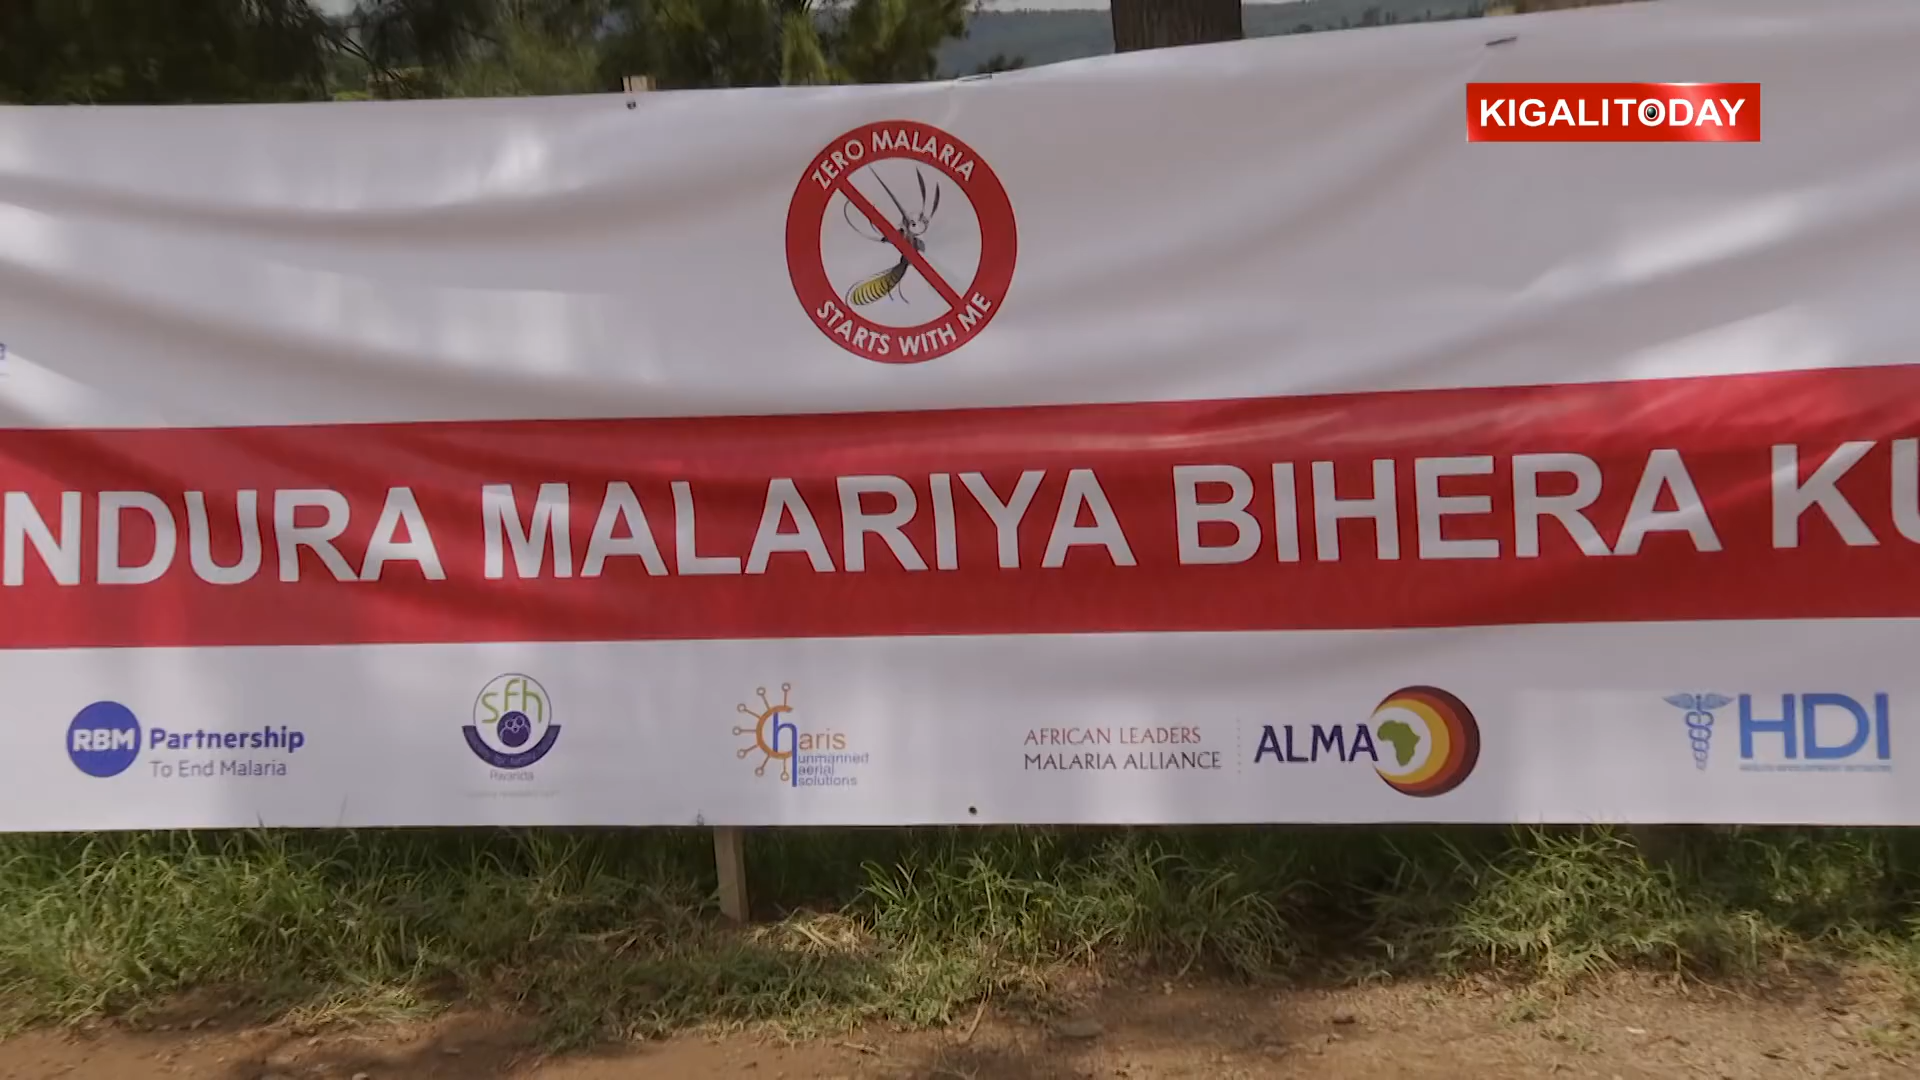 KIGALITODAY
ZERO MALARIA
STARTS WITH ME
NDURA MALARIYA BIHERA KU
RBM Partnership
To End Malaria
sfh
Rwanda
charis
unmanned
aerial
solutions
AFRICAN LEADERS
MALARIA ALLIANCE
ALMA
HDI